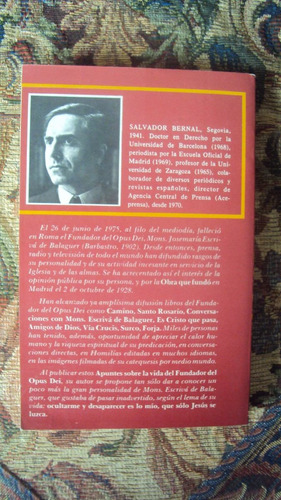 SALVADOR BERNAL, Segovia,
1941. Doctor en Derecho por la
Universidad de Barcelona (1968),
periodista por la Escuela Oficial de
Madrid (1968), profesor de la Uni-
versidad de Zaragoza (1965), cola-
borador de diversos periódicos y
revistas españoles, director de
Agencia Central de Prensa (Ace-
prensa), desde 1970.
El 26 de junio de 1975, al filo del mediodía, falleció
en Roma el Fundador del Opus Dei, Mons. Josemaría Escri-
vá de Balaguer (Barbastro, 1902). Desde entonces, prensa,
radio y televisión de todo el mundo han difundido rasgos de
su personalidad y de su actividad incesante en servicio de la
Iglesia y de las almas. Se ha acrecentado así el interés de la
opinión pública por su persona, y por la Obra que fundó en
Madrid el 2 de octubre de 1928.
Han alcanzado ya amplísima difusión libros del Funda-
dor del Opus Dei como Camino, Santo Rosario, Conversa-
ciones con Mons. Escrivá de Balaguer, Es Cristo que pasa,
Amigos de Dios, Vía Crucis, Surco, Forja. Miles de personas
han tenido, además, oportunidad de apreciar el calor huma-
no y la riqueza espiritual de su predicación, en conversacio-
nes directas, en Homilías editadas en muchos idiomas,
en las imágenes filmadas de su catequesis por medio mundo.
Al publicar estos Apuntes sobre la vida del Fundador del
Opus Dei, su autor se propone tan sólo dar a conocer un
poco más la gran personalidad de Mons. Escrivá de Bala-
guer, que gustaba de pasar inadvertido, según el lema de su
vida: ocultarme y desaparecer es lo mío, que sólo Jesús se
luzca.